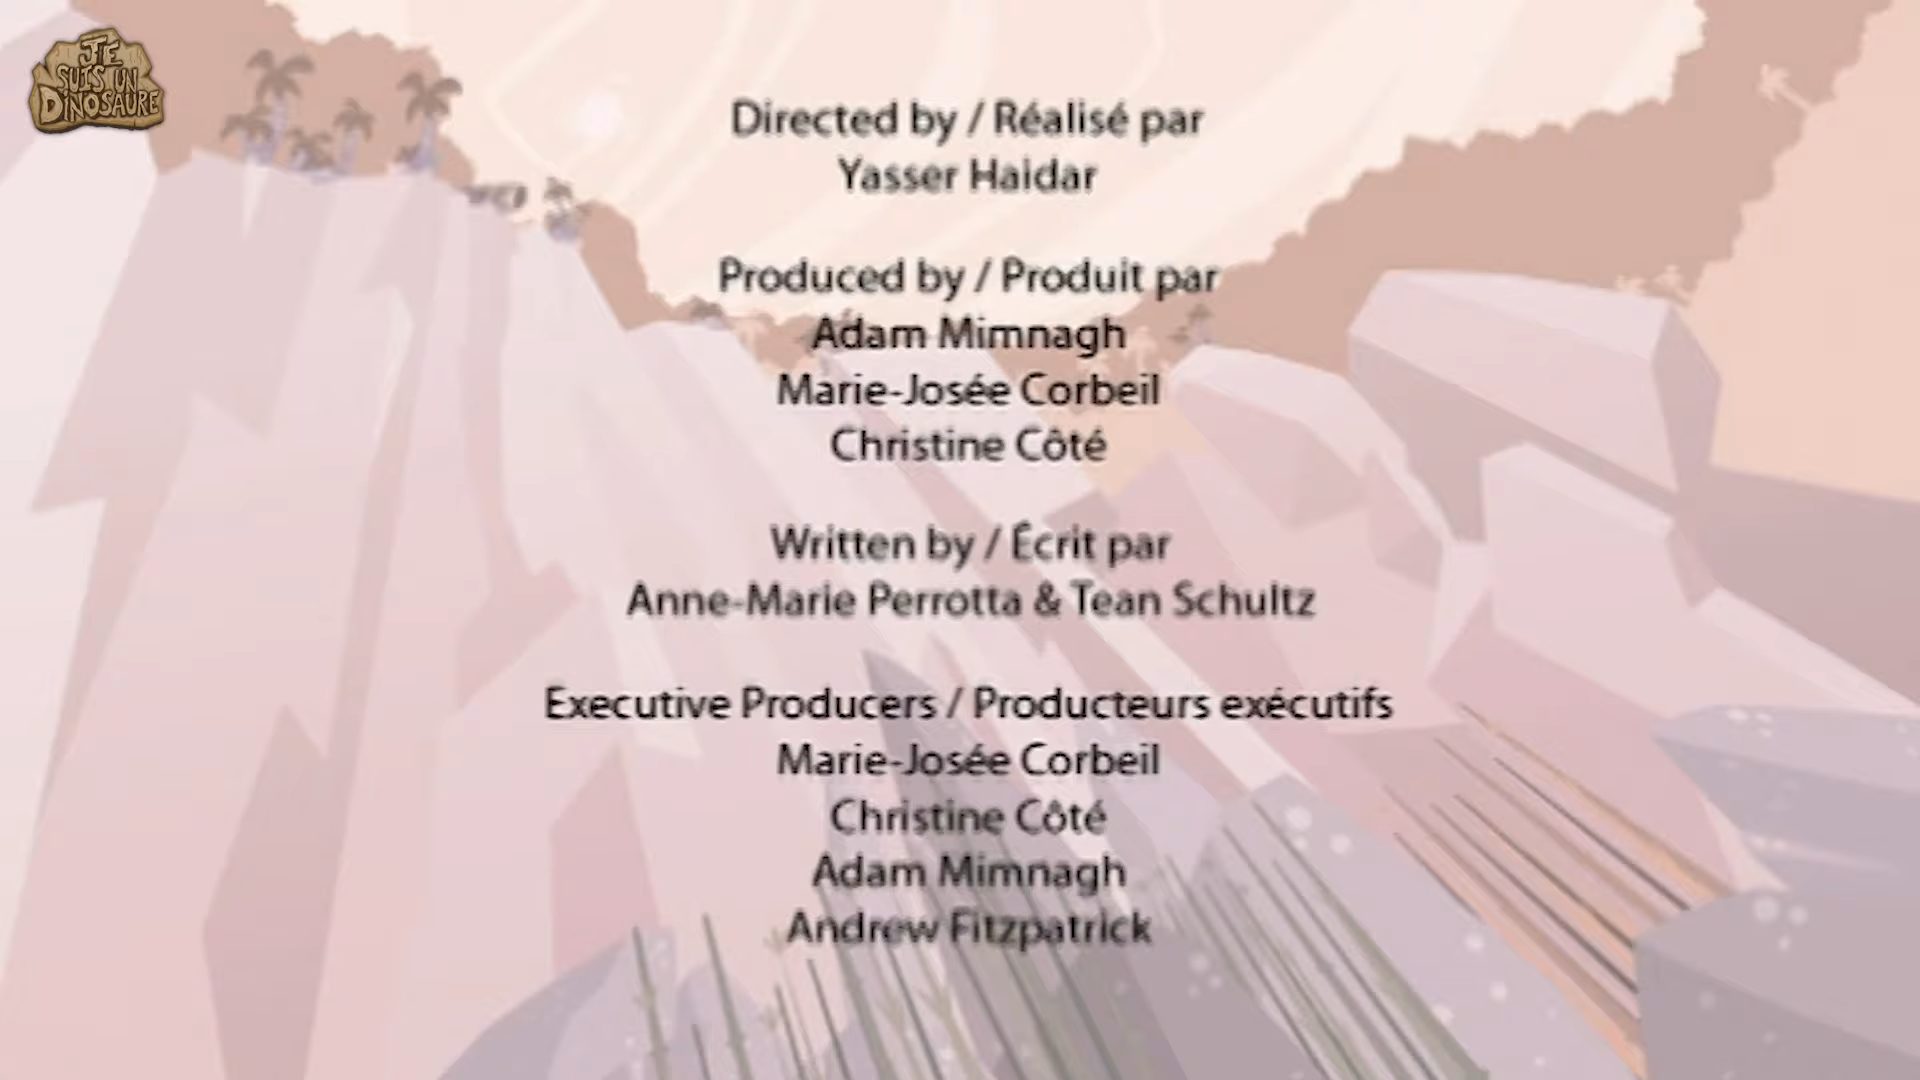 JE
SUIS UN
DINOSAURE
Directed by / Réalisé par
Yasser Haidar
Produced by / Produit par
Adam Mimnagh
Marie-Josée Corbeil
Christine Côté
Written by / Écrit par
Anne-Marie Perrotta & Tean Schultz
Executive Producers / Producteurs exécutifs
Marie-Josée Corbeil
Christine Côté
Adam Mimnagh
Andrew Fitzpatrick